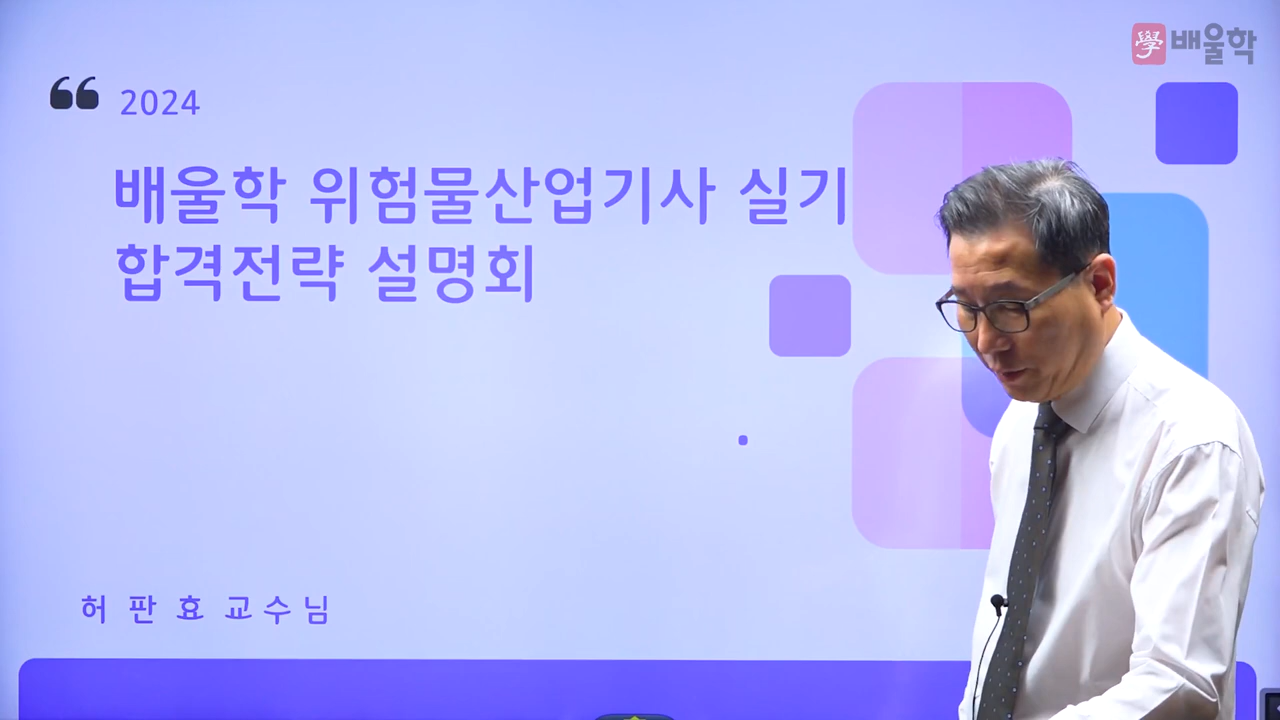 學 배울학
“ 2024
배울학 위험물산업기사 실기
합격전략 설명회
허판효 교수님